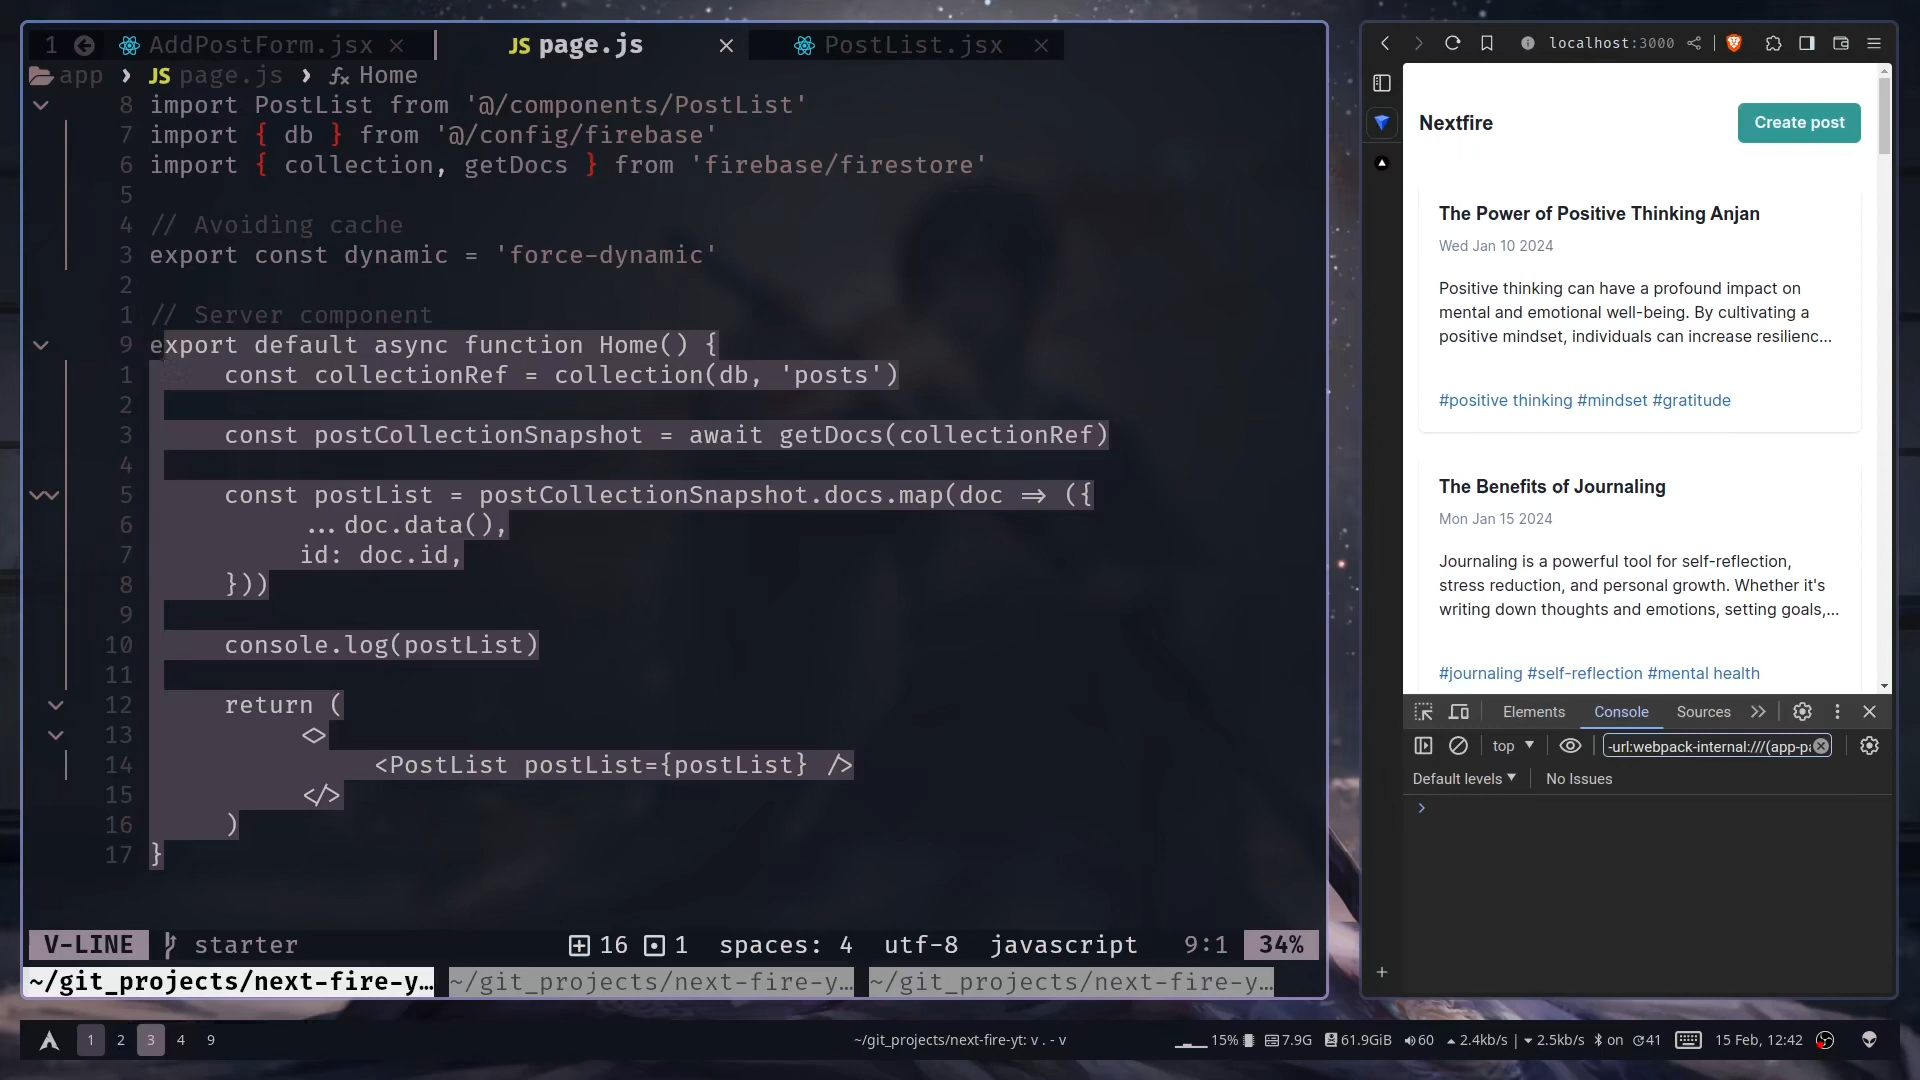 1 AddPostForm.jsx JS page.js PostList.jsx
app › JS page.js › fx Home
8 import PostList from '@/components/PostList'
7 import { db } from '@/config/firebase'
6 import { collection, getDocs } from 'firebase/firestore'
5
4 // Avoiding cache
3 export const dynamic = 'force-dynamic'
2
1 // Server component
9 export default async function Home() {
1 const collectionRef = collection(db, 'posts')
2
3 const postCollectionSnapshot = await getDocs(collectionRef)
4
5 const postList = postCollectionSnapshot.docs.map(doc => ({
6 ...doc.data(),
7 id: doc.id,
8 }))
9
10 console.log(postList)
11
12 return (
13 <>
14 <PostList postList={postList} />
15 </>
16 )
17 }
V-LINE starter 16 1 spaces: 4 utf-8 javascript 9:1 34%
~/git_projects/next-fire-y… ~/git_projects/next-fire-y… ~/git_projects/next-fire-y…
localhost:3000
Nextfire
Create post
The Power of Positive Thinking Anjan
Wed Jan 10 2024
Positive thinking can have a profound impact on
mental and emotional well-being. By cultivating a
positive mindset, individuals can increase resilienc...
#positive thinking #mindset #gratitude
The Benefits of Journaling
Mon Jan 15 2024
Journaling is a powerful tool for self-reflection,
stress reduction, and personal growth. Whether it's
writing down thoughts and emotions, setting goals,...
#journaling #self-reflection #mental health
Elements Console Sources
top -url:webpack-internal:///(app-pa
Default levels No Issues
1 2 3 4 9 ~/git_projects/next-fire-yt: v . - v 15% 7.9G 61.9GiB 60 2.4kb/s | 2.5kb/s on 41 15 Feb, 12:42